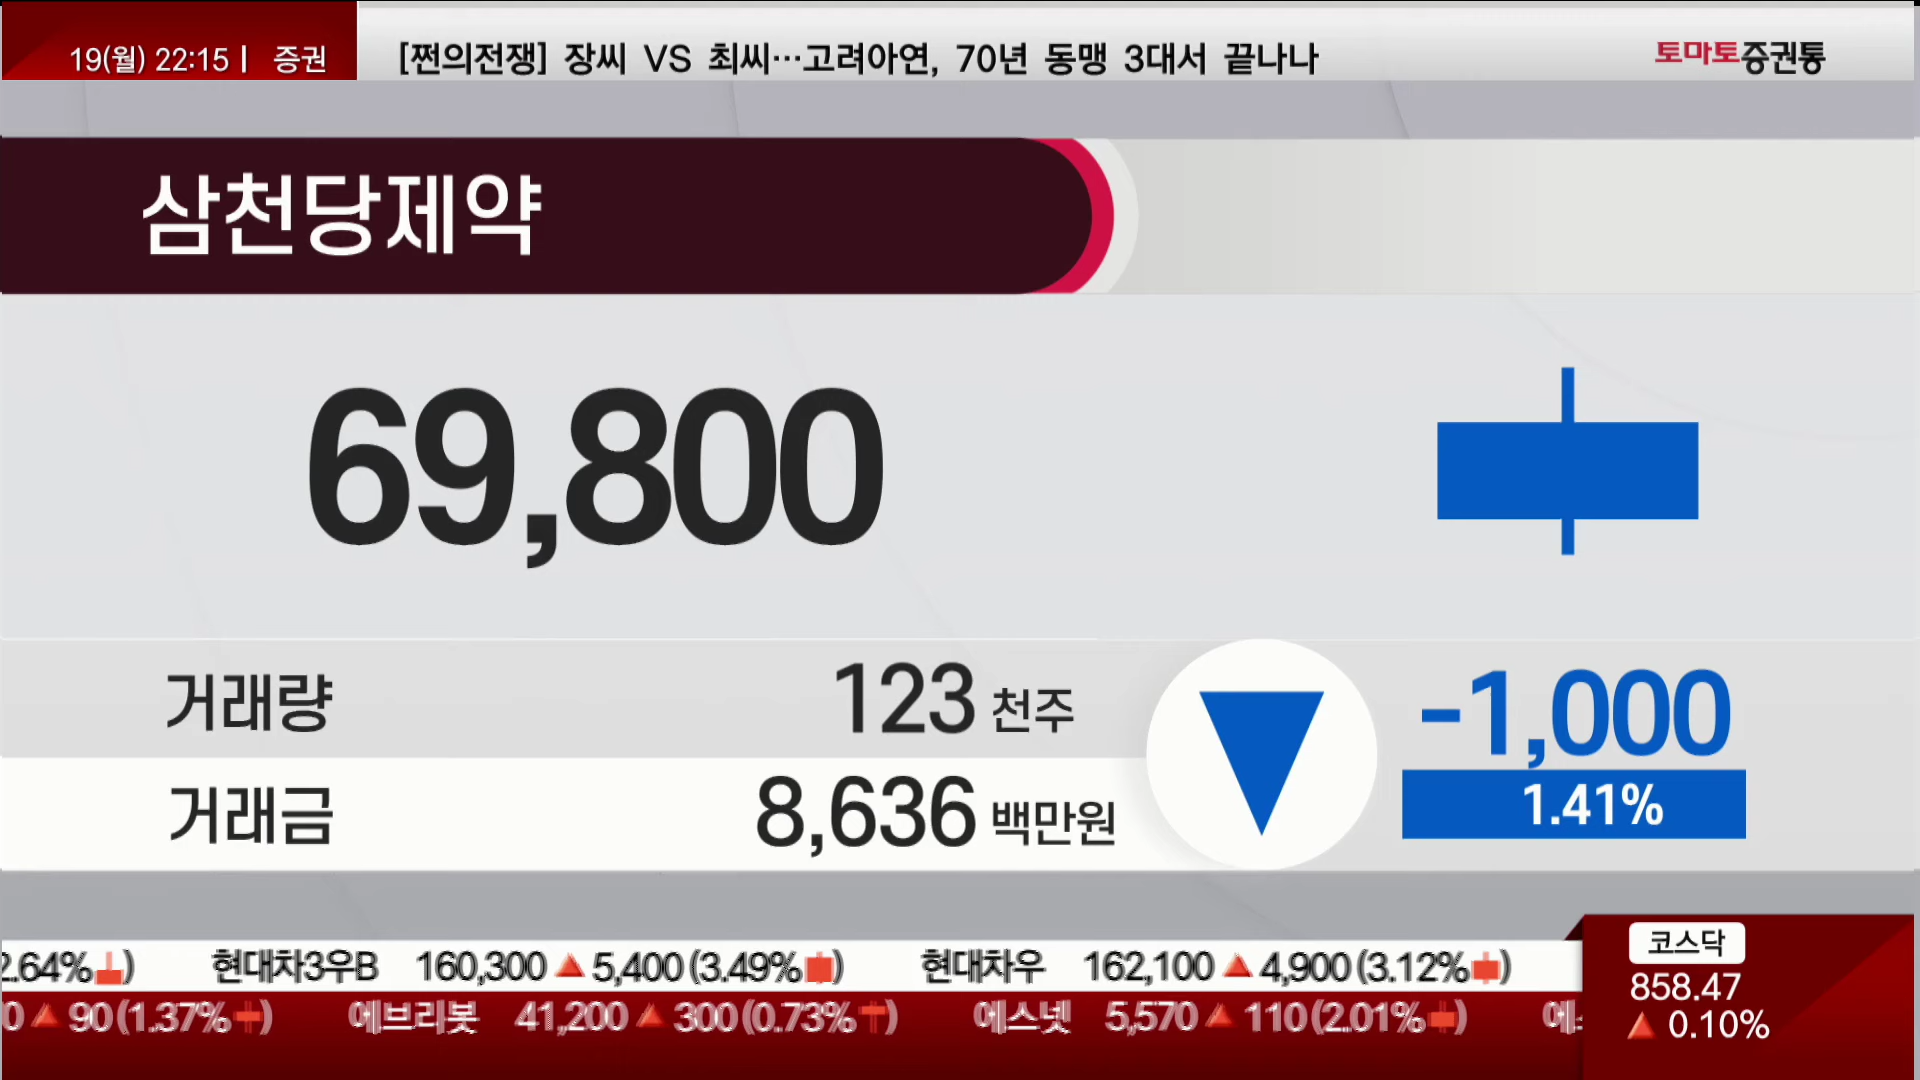 19(월) 22:15 | 증권
[쩐의전쟁] 장씨 VS 최씨…고려아연, 70년 동맹 3대서 끝나나
토마토증권통
삼천당제약
69,800
거래량 123 천주
-1,000
1.41%
거래금 8,636 백만원
2.64% ) 현대차3우B 160,300 ▲ 5,400 (3.49% ) 현대차우 162,100 ▲ 4,900 (3.12% )
0 ▲ 90 (1.37% ) 에브리봇 41,200 ▲ 300 (0.73% ) 에스넷 5,570 ▲ 110 (2.01% )
코스닥
858.47
▲ 0.10%